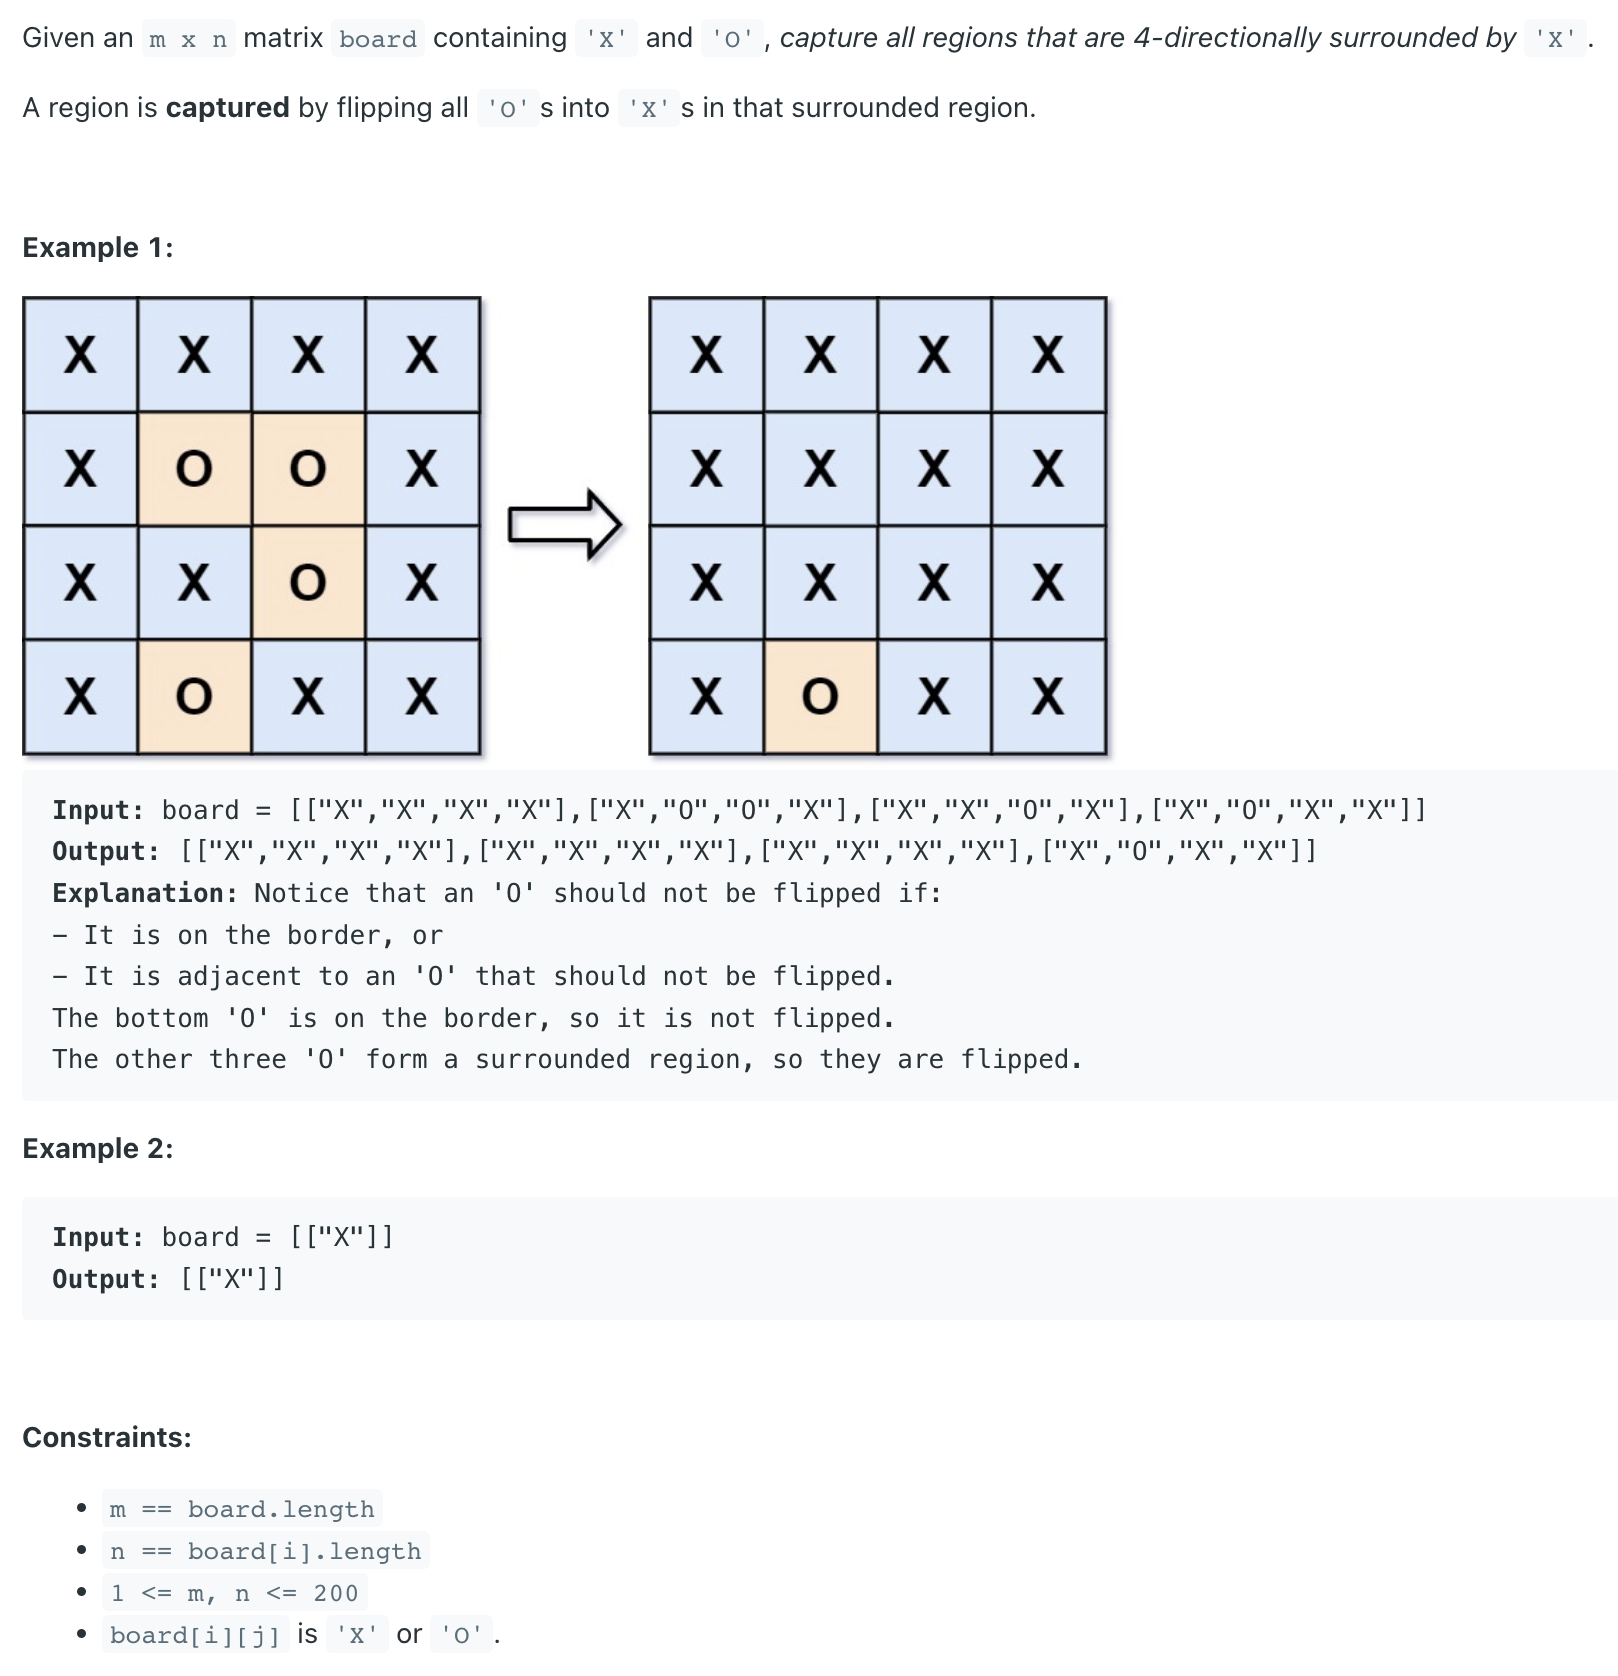 Given an m x n matrix board containing 'X' and 'O', capture all regions that are 4-directionally surrounded by 'X'.
A region is captured by flipping all 'O's into 'X's in that surrounded region.
Example 1:
X X X X X X X X
X O O X X X X X
X X O X X X X X
X O X X X O X X
Input: board = [["X","X","X","X"],["X","O","O","X"],["X","X","O","X"],["X","O","X","X"]]
Output: [["X","X","X","X"],["X","X","X","X"],["X","X","X","X"],["X","O","X","X"]]
Explanation: Notice that an 'O' should not be flipped if:
- It is on the border, or
- It is adjacent to an 'O' that should not be flipped.
The bottom 'O' is on the border, so it is not flipped.
The other three 'O' form a surrounded region, so they are flipped.
Example 2:
Input: board = [["X"]]
Output: [["X"]]
Constraints:
• m == board.length
• n == board[i].length
• 1 <= m, n <= 200
• board[i][j] is 'X' or 'O'.